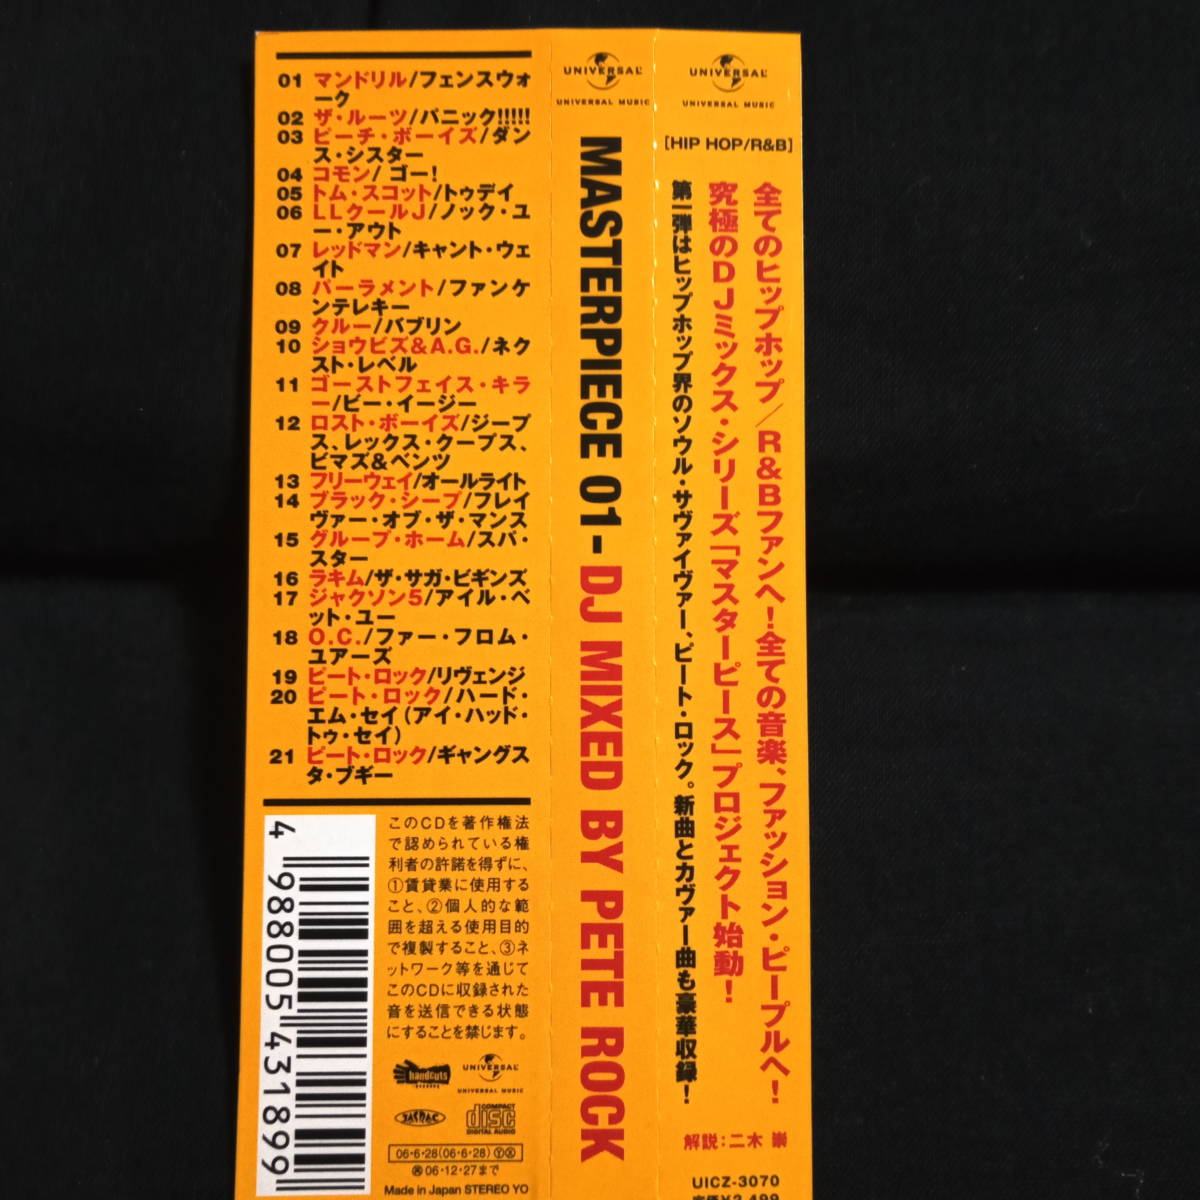 01 マンドリル/フェンスウォ
ーク
02 ザ・ルーツ/パニック!!!!!
03 ビーチ・ボーイズ/ダン
ス・シスター
04 コモン/ ゴー!
05 トム・スコット/トゥデイ
06 LLクールJ/ノック・ユ
ー・アウト
07 レッドマン/キャント・ウェ
イト
08 パーラメント/ファンケ
ンテレキー
09 クルー/バブリン
10 ショウビズ&A.G./ネク
スト・レベル
11 ゴーストフェイス・キラ
ー/ビー・イージー
12 ロスト・ボーイズ/ジープ
ス、レックス・クープス、
ビマズ&ベンツ
13 フリーウェイ/オールライト
14 ブラック・シープ/フレイ
ヴァー・オブ・ザ・マンス
15 グループ・ホーム/スパ・
スター
16 ラキム/ザ・サガ・ビギンズ
17 ジャクソン5/アイル・ベ
ット・ユー
18 O.C./ファー・フロム・
ユアーズ
19 ピート・ロック/リヴェンジ
20 ピート・ロック/ハード・
エム・セイ(アイ・ハッド・
トゥ・セイ)
21 ピート・ロック/ギャングス
タ・ブギー
4 988005 431899
このCDを著作権法
で認められている権
利者の許諾を得ずに、
①賃貸業に使用する
こと、②個人的な範
囲を超える使用目的
で複製すること、③ネ
ットワーク等を通じて
このCDに収録された
音を送信できる状態
にすることを禁じます。
handcuts
RECORDS
UNIVERSAL
UNIVERSAL MUSIC
JASRAC
COMPACT
disc
DIGITAL AUDIO
06・6・28(06・6・28)ⓎⓍ
06・12・27まで
Made in Japan STEREO YO
UNIVERSAL
UNIVERSAL MUSIC
MASTERPIECE 01 - DJ MIXED BY PETE ROCK
UNIVERSAL
UNIVERSAL MUSIC
[HIP HOP/R&B]
全てのヒップホップ/R&Bファンへ!全ての音楽、ファッション・ピープルへ!
究極のDJミックス・シリーズ「マスターピース」プロジェクト始動!
第一弾はヒップホップ界のソウル・サヴァイヴァー、ピート・ロック。新曲とカヴァー曲も豪華収録!
解説:二木 崇
UICZ-3070
定価¥2,499